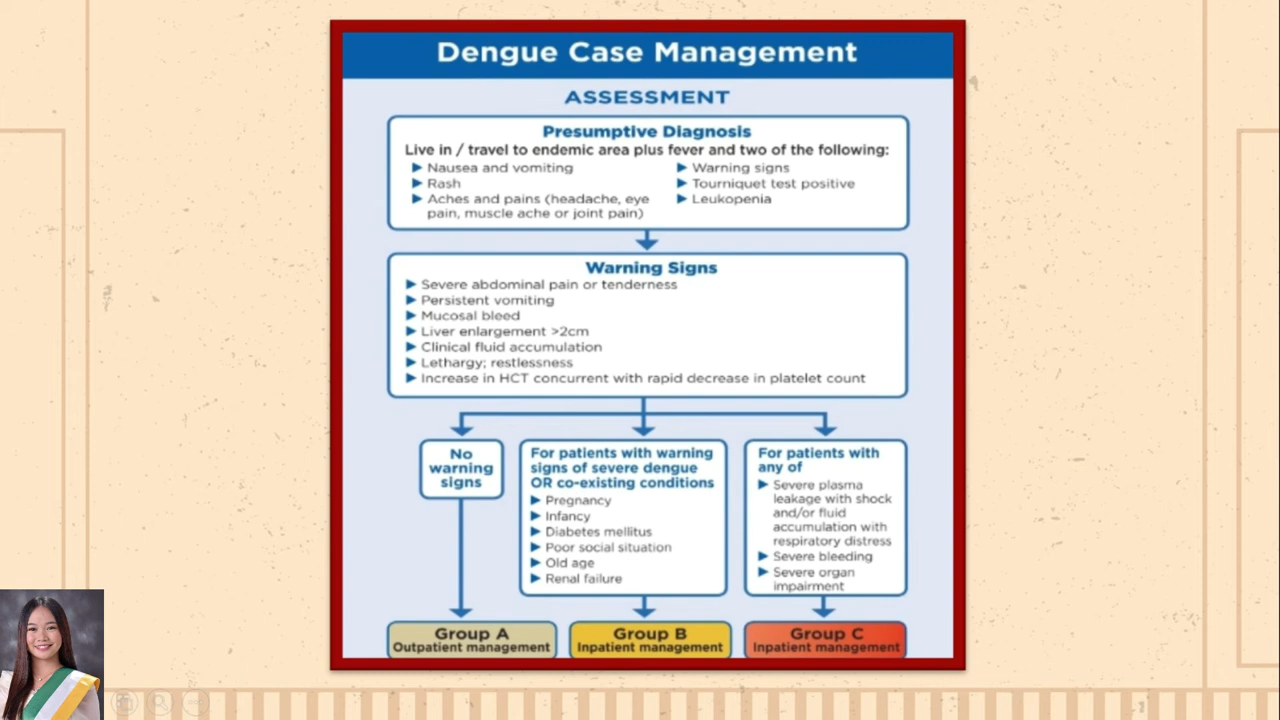 Dengue Case Management
ASSESSMENT
Presumptive Diagnosis
Live in / travel to endemic area plus fever and two of the following:
▶ Nausea and vomiting
▶ Rash
▶ Aches and pains (headache, eye
pain, muscle ache or joint pain)
▶ Warning signs
▶ Tourniquet test positive
▶ Leukopenia
Warning Signs
▶ Severe abdominal pain or tenderness
▶ Persistent vomiting
▶ Mucosal bleed
▶ Liver enlargement >2cm
▶ Clinical fluid accumulation
▶ Lethargy; restlessness
▶ Increase in HCT concurrent with rapid decrease in platelet count
No
warning
signs
For patients with warning
signs of severe dengue
OR co-existing conditions
▶ Pregnancy
▶ Infancy
▶ Diabetes mellitus
▶ Poor social situation
▶ Old age
▶ Renal failure
For patients with
any of
▶ Severe plasma
leakage with shock
and/or fluid
accumulation with
respiratory distress
▶ Severe bleeding
▶ Severe organ
impairment
Group A
Outpatient management
Group B
Inpatient management
Group C
Inpatient management